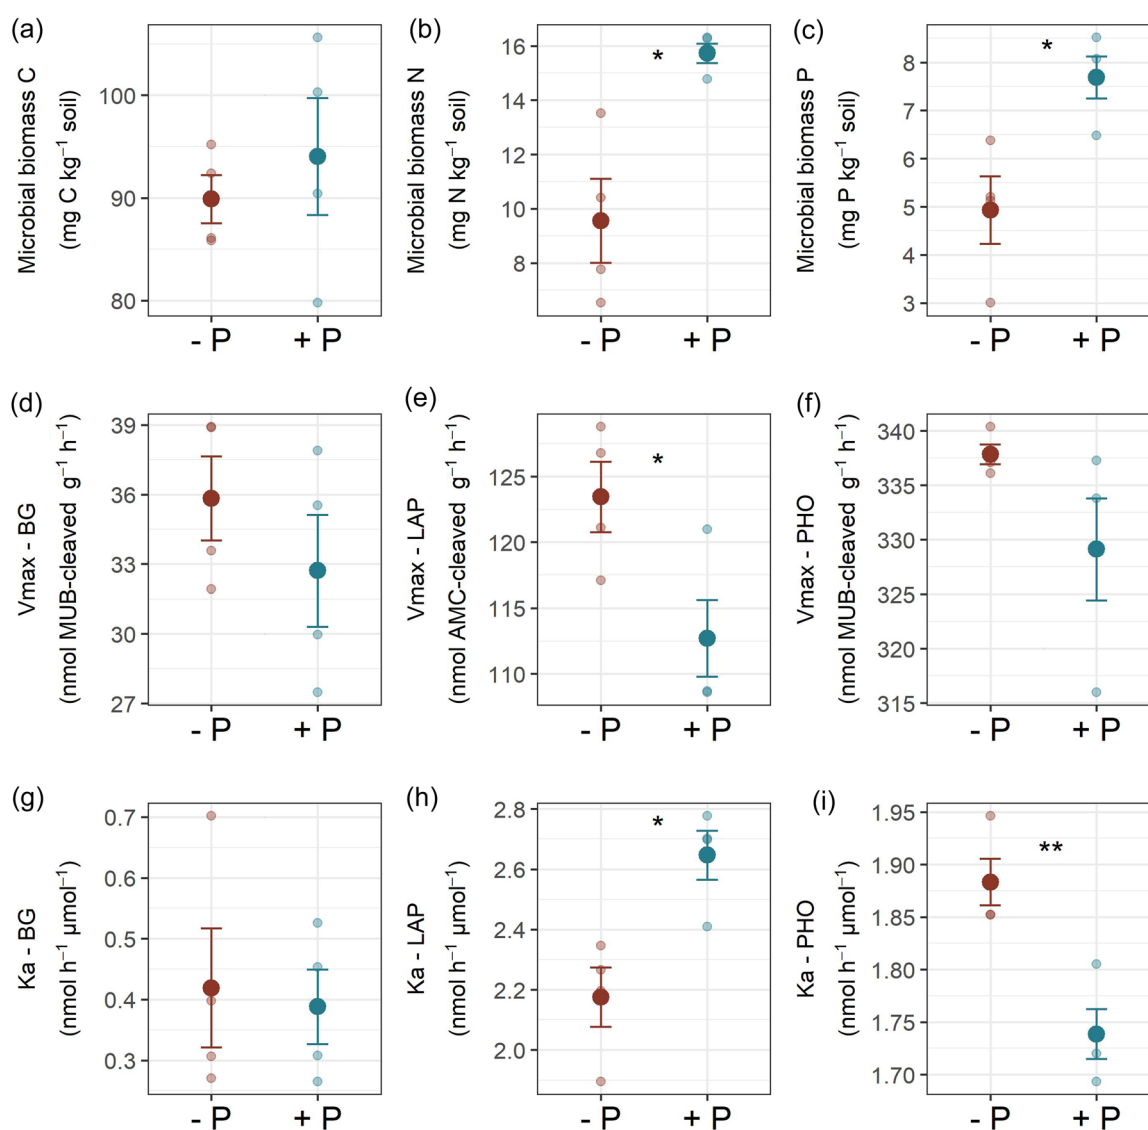 (a)
Microbial biomass C
(mg C kg⁻¹ soil)
100
90
80
- P
+ P
(b)
Microbial biomass N
(mg N kg⁻¹ soil)
16
14
12
10
8
*
- P
+ P
(c)
Microbial biomass P
(mg P kg⁻¹ soil)
8
7
6
5
4
3
*
- P
+ P
(d)
Vmax - BG
(nmol MUB-cleaved g⁻¹ h⁻¹)
39
36
33
30
27
- P
+ P
(e)
Vmax - LAP
(nmol AMC-cleaved g⁻¹ h⁻¹)
125
120
115
110
*
- P
+ P
(f)
Vmax - PHO
(nmol MUB-cleaved g⁻¹ h⁻¹)
340
335
330
325
320
315
- P
+ P
(g)
Ka - BG
(nmol h⁻¹ µmol⁻¹)
0.7
0.6
0.5
0.4
0.3
- P
+ P
(h)
Ka - LAP
(nmol h⁻¹ µmol⁻¹)
2.8
2.6
2.4
2.2
2.0
*
- P
+ P
(i)
Ka - PHO
(nmol h⁻¹ µmol⁻¹)
1.95
1.90
1.85
1.80
1.75
1.70
**
- P
+ P